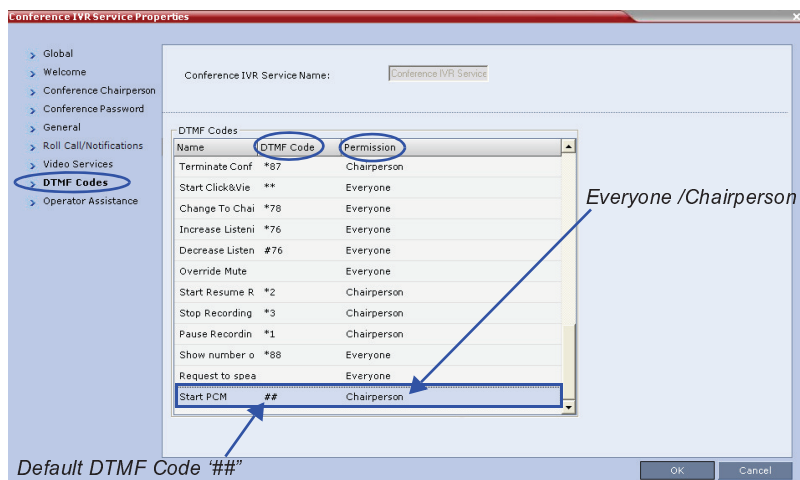 Conference IVR Service Properties
x
Global
Welcome
Conference Chairperson
Conference Password
General
Roll Call/Notifications
Video Services
DTMF Codes
Operator Assistance
Conference IVR Service Name: Conference IVR Service
DTMF Codes
Name DTMF Code Permission
Terminate Conf *87 Chairperson
Start Click&Vie ** Everyone
Change To Chai *78 Everyone
Increase Listeni *76 Everyone
Decrease Listen #76 Everyone
Override Mute Everyone
Start Resume R *2 Chairperson
Stop Recording *3 Chairperson
Pause Recordin *1 Chairperson
Show number o *88 Everyone
Request to spea Everyone
Start PCM ## Chairperson
Everyone /Chairperson
Default DTMF Code ‘##”
OK Cancel